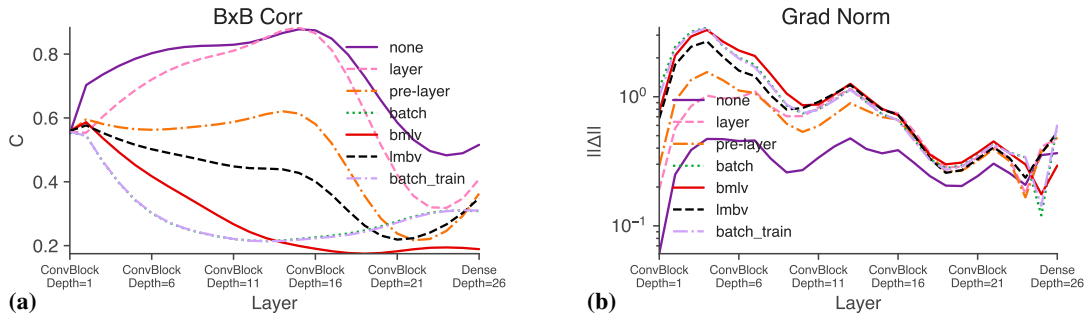 BxB Corr
C
0.8
0.6
0.4
0.2
none
layer
pre-layer
batch
bmlv
lmbv
batch_train
ConvBlock Depth=1
ConvBlock Depth=6
ConvBlock Depth=11
ConvBlock Depth=16
ConvBlock Depth=21
Dense Depth=26
Layer
(a)
Grad Norm
||Δ||
10⁰
10⁻¹
none
layer
pre-layer
batch
bmlv
lmbv
batch_train
ConvBlock Depth=1
ConvBlock Depth=6
ConvBlock Depth=11
ConvBlock Depth=16
ConvBlock Depth=21
Dense Depth=26
Layer
(b)